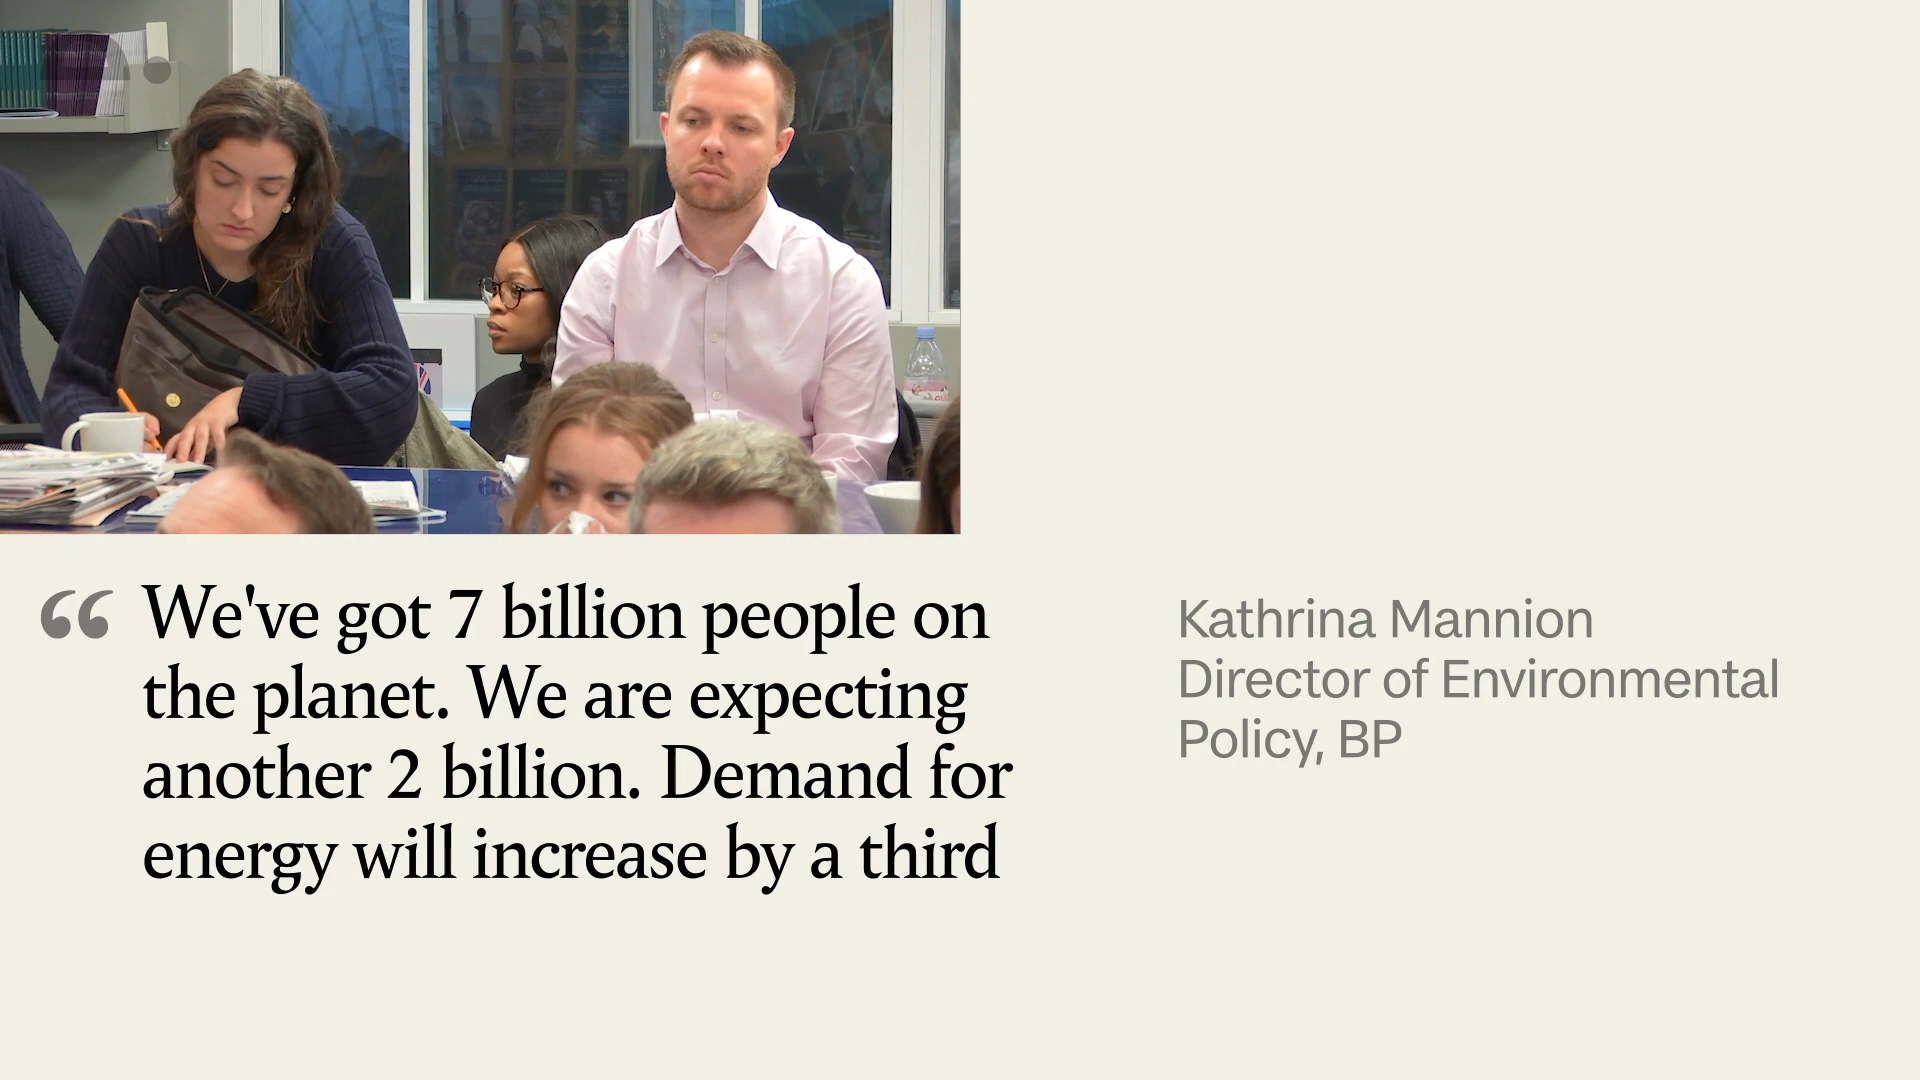 “ We've got 7 billion people on
the planet. We are expecting
another 2 billion. Demand for
energy will increase by a third
Kathrina Mannion
Director of Environmental
Policy, BP